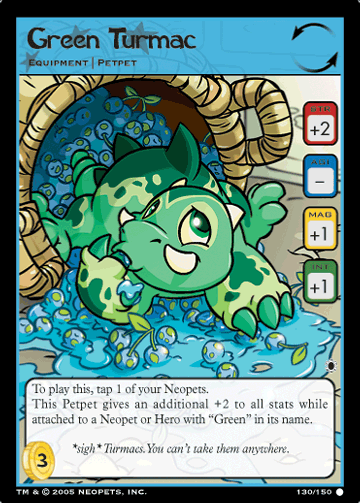 Green Turmac
EQUIPMENT | PETPET
STR
+2
AGI
–
MAG
+1
INT
+1
To play this, tap 1 of your Neopets.
This Petpet gives an additional +2 to all stats while
attached to a Neopet or Hero with “Green” in its name.
*sigh* Turmacs. You can't take them anywhere.
3
TM & © 2005 NEOPETS, INC.
130/150